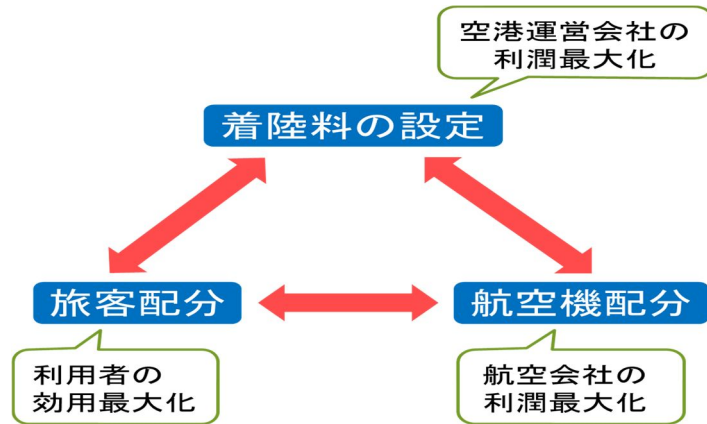 空港運営会社の
利潤最大化
着陸料の設定
旅客配分
航空機配分
利用者の
効用最大化
航空会社の
利潤最大化